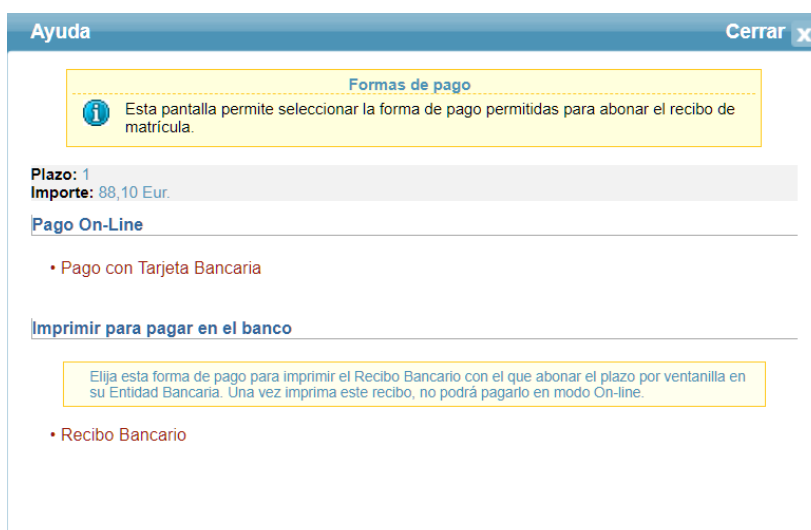 Ayuda
Cerrar x
Formas de pago
Esta pantalla permite seleccionar la forma de pago permitidas para abonar el recibo de
matrícula.
Plazo: 1
Importe: 88,10 Eur.
Pago On-Line
• Pago con Tarjeta Bancaria
Imprimir para pagar en el banco
Elija esta forma de pago para imprimir el Recibo Bancario con el que abonar el plazo por ventanilla en
su Entidad Bancaria. Una vez imprima este recibo, no podrá pagarlo en modo On-line.
• Recibo Bancario